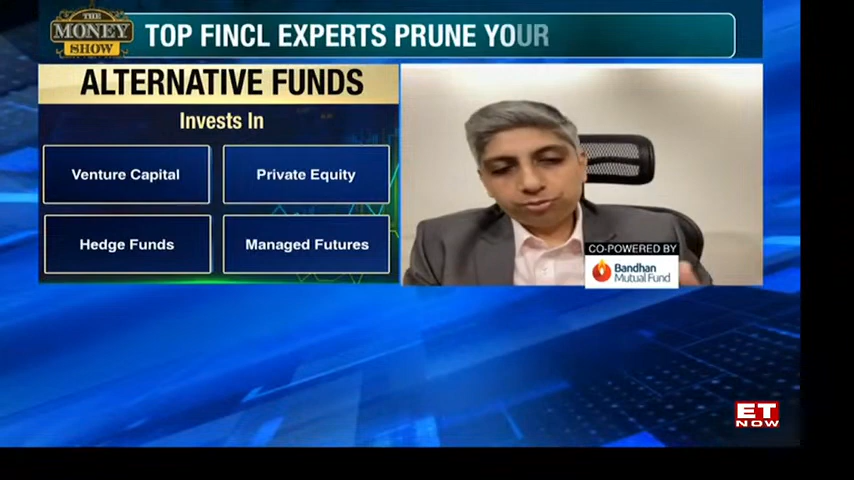 THE
MONEY
SHOW
TOP FINCL EXPERTS PRUNE YOUR
ALTERNATIVE FUNDS
Invests In
Venture Capital
Private Equity
Hedge Funds
Managed Futures
CO-POWERED BY
Bandhan
Mutual Fund
ET
NOW